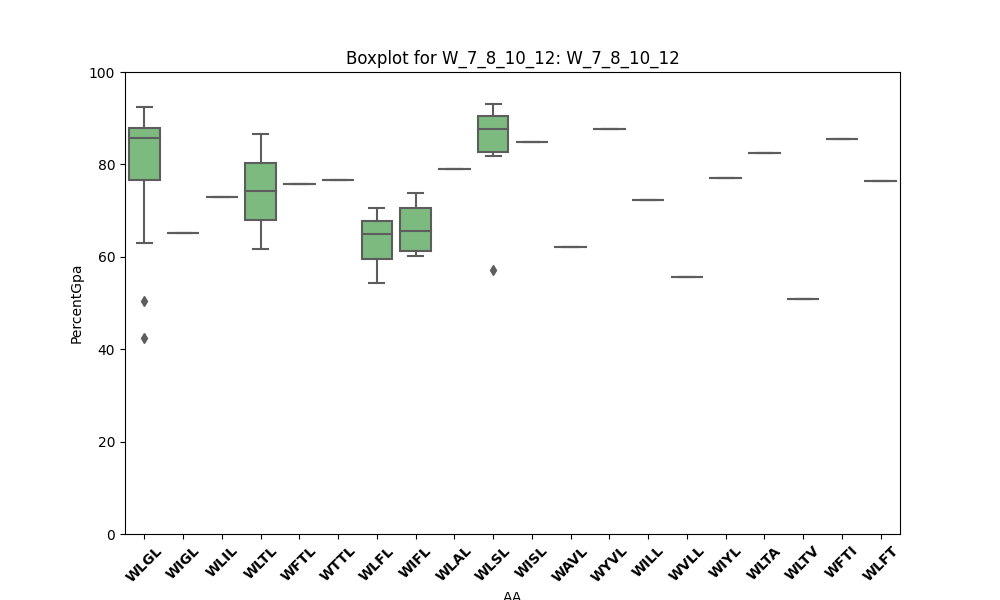 Boxplot for W_7_8_10_12: W_7_8_10_12
PercentGpa
100
80
60
40
20
0
WLGL WIGL WLIL WLTL WFTL WTTL WLFL WIFL WLAL WLSL WISL WAVL WYVL WILL WVLL WIYL WLTA WLTV WFTI WLFT
AA